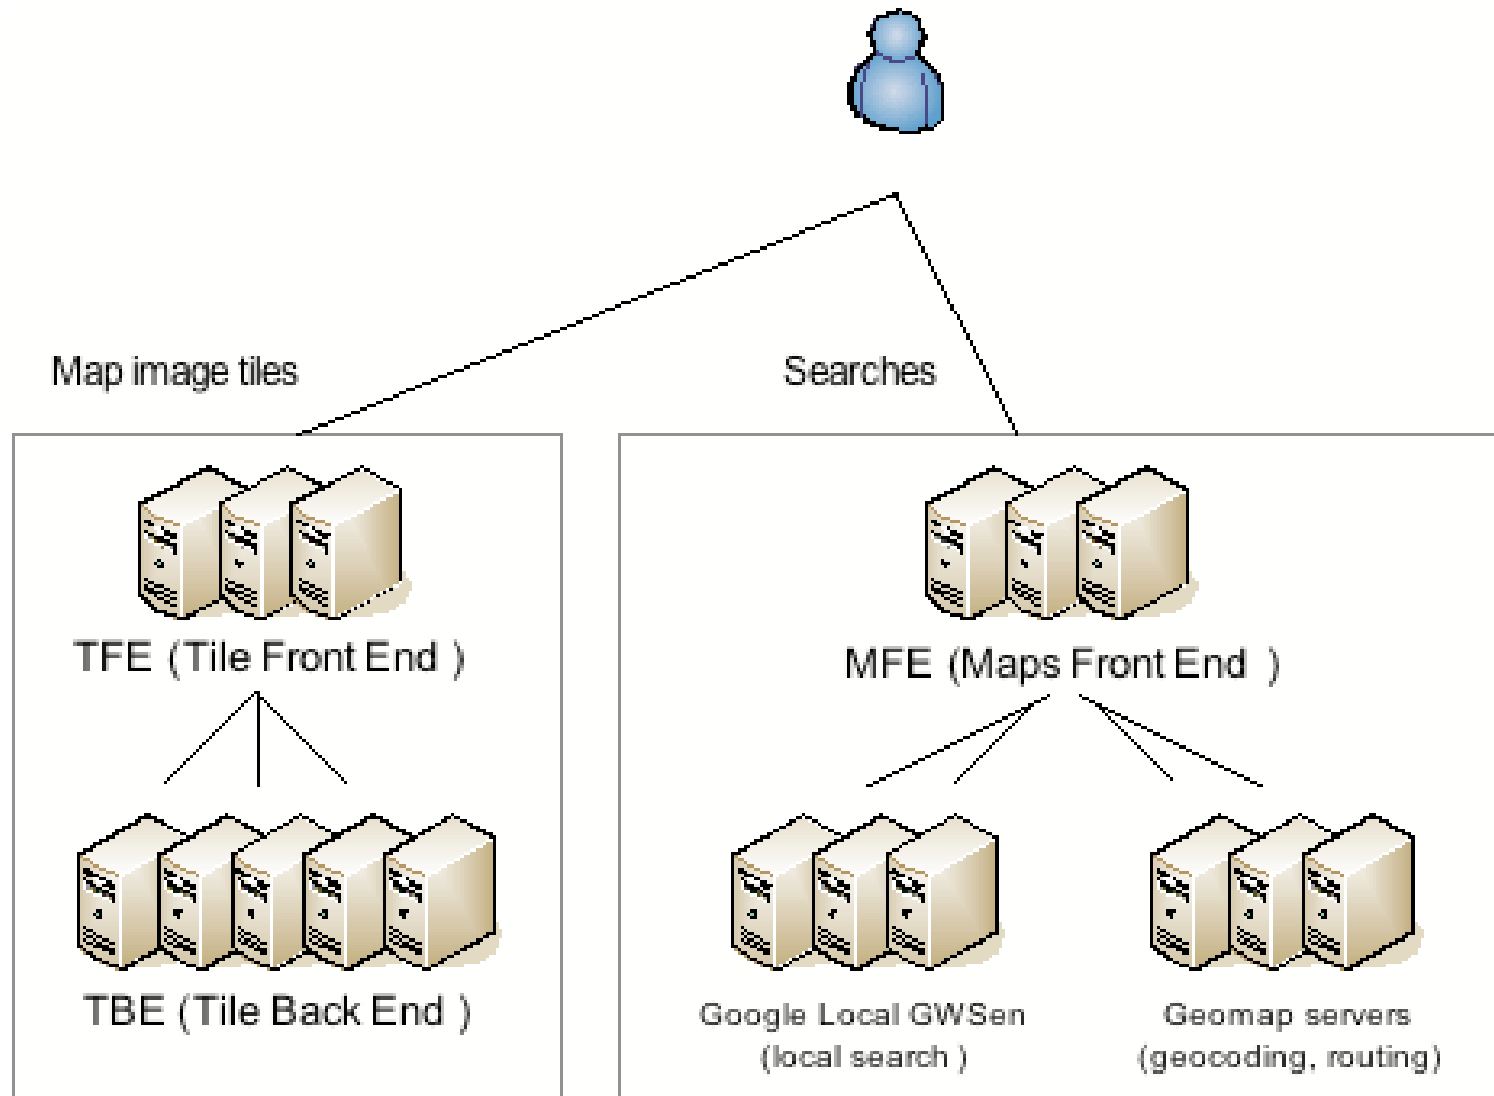 Map image tiles
Searches
TFE (Tile Front End )
MFE (Maps Front End )
TBE (Tile Back End )
Google Local GWSen
(local search )
Geomap servers
(geocoding, routing)